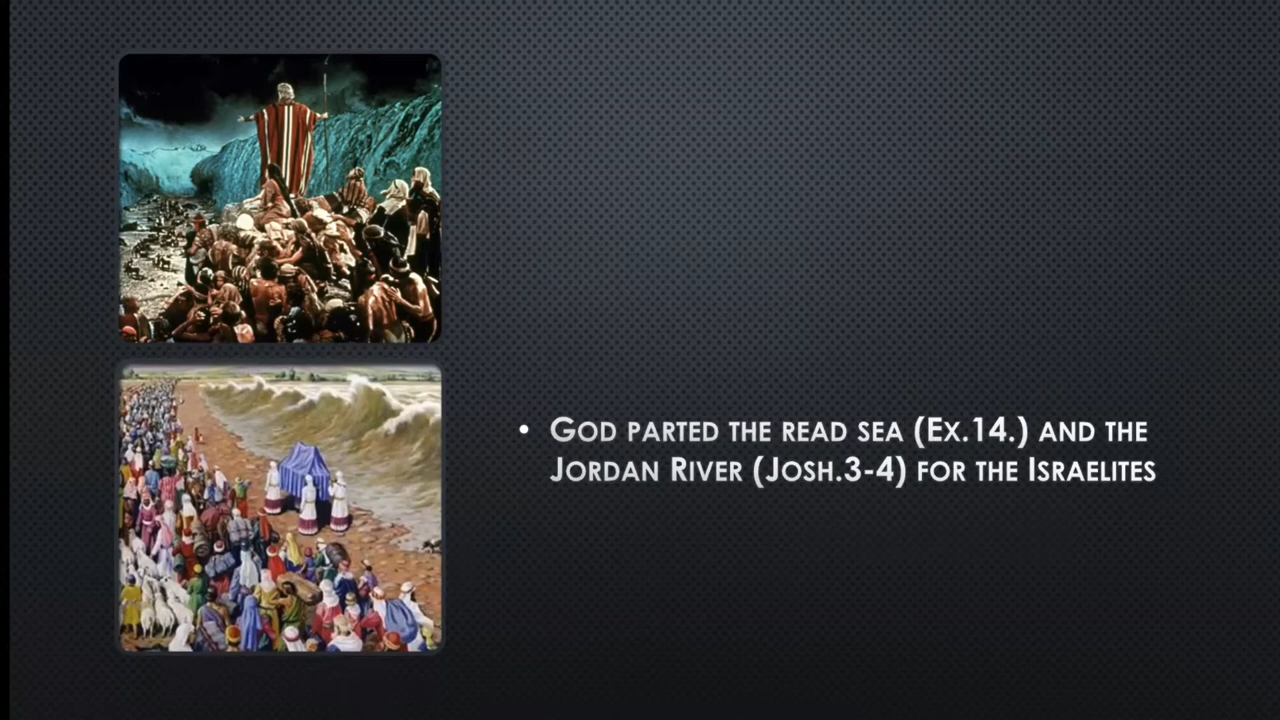 • God parted the read sea (Ex.14.) and the
Jordan River (Josh.3-4) for the Israelites